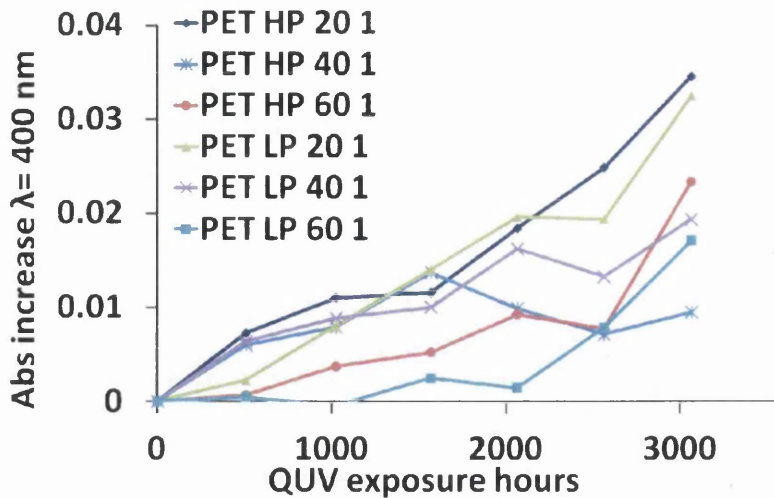 Abs increase λ= 400 nm
0.04
0.03
0.02
0.01
0
PET HP 20 1
PET HP 40 1
PET HP 60 1
PET LP 20 1
PET LP 40 1
PET LP 60 1
0
1000
2000
3000
QUV exposure hours